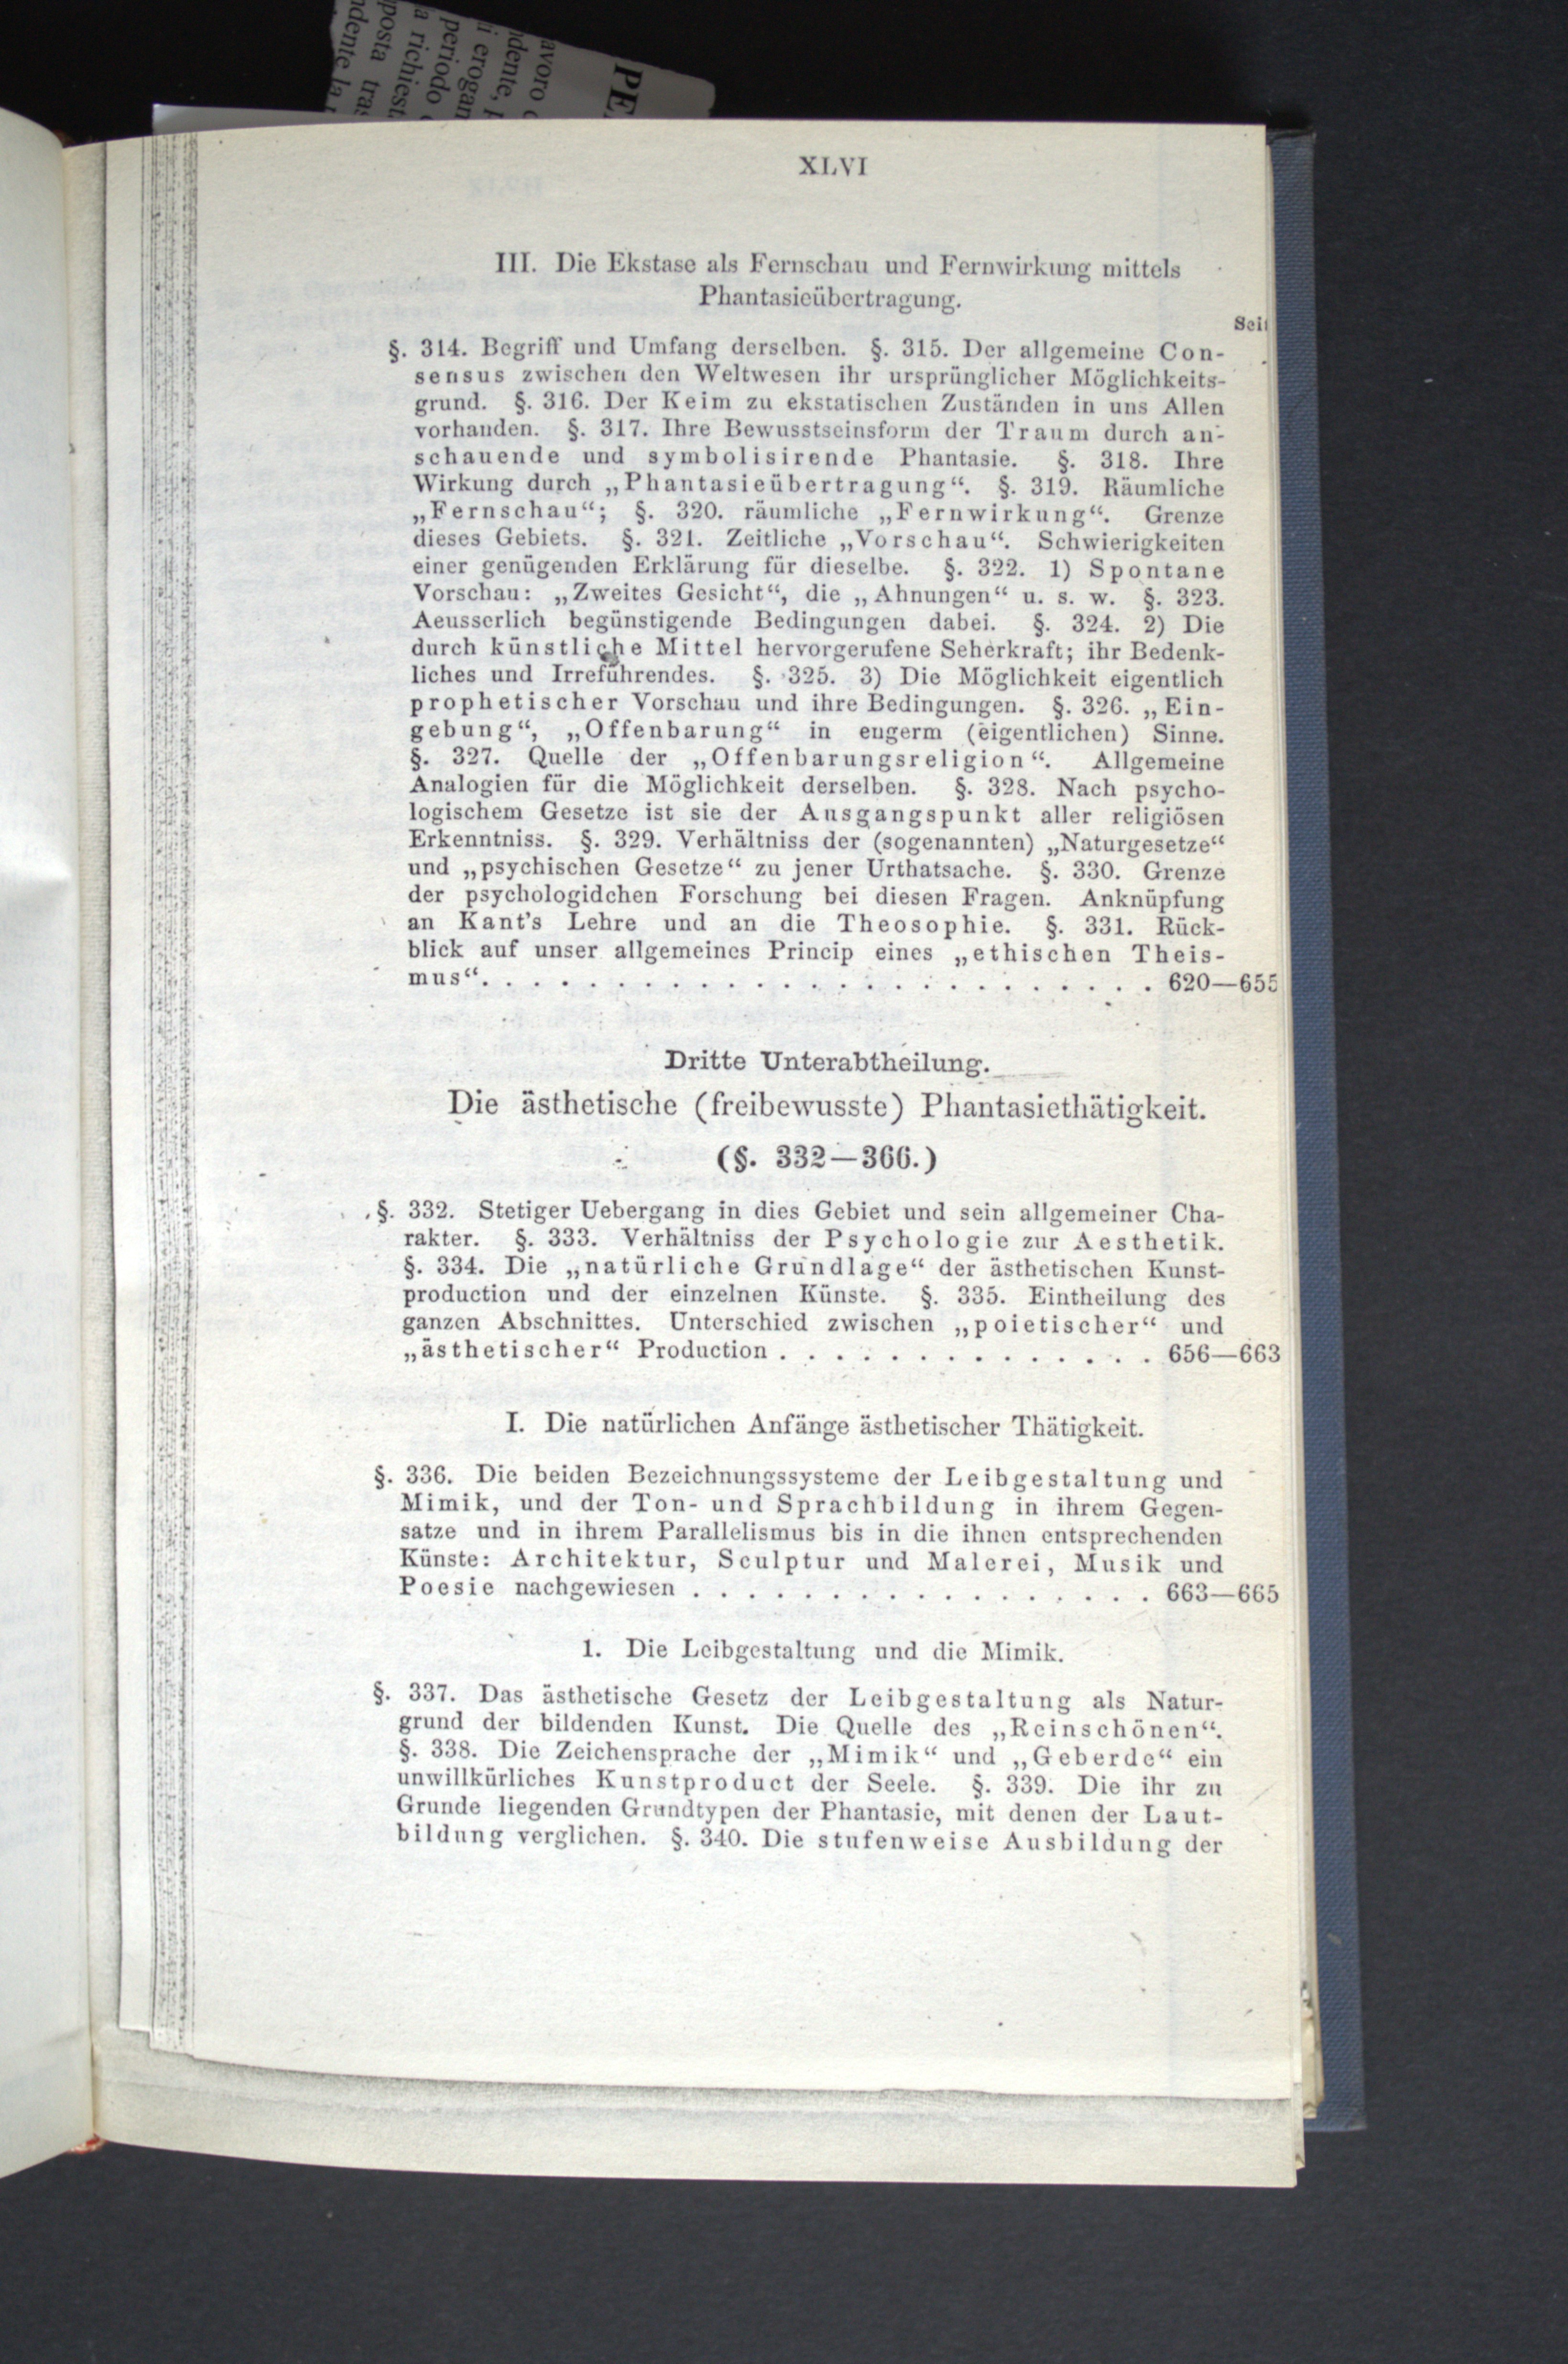 PE
avoro
dente,
i erogan
periodo
a richiest
posta tra
dente la
XLVI
III. Die Ekstase als Fernschau und Fernwirkung mittels
Phantasieübertragung.
Seit
§. 314. Begriff und Umfang derselben. §. 315. Der allgemeine Con-
sensus zwischen den Weltwesen ihr ursprünglicher Möglichkeits-
grund. §. 316. Der Keim zu ekstatischen Zuständen in uns Allen
vorhanden. §. 317. Ihre Bewusstseinsform der Traum durch an-
schauende und symbolisirende Phantasie. §. 318. Ihre
Wirkung durch „Phantasieübertragung“. §. 319. Räumliche
„Fernschau“; §. 320. räumliche „Fernwirkung“. Grenze
dieses Gebiets. §. 321. Zeitliche „Vorschau“. Schwierigkeiten
einer genügenden Erklärung für dieselbe. §. 322. 1) Spontane
Vorschau: „Zweites Gesicht“, die „Ahnungen“ u. s. w. §. 323.
Aeusserlich begünstigende Bedingungen dabei. §. 324. 2) Die
durch künstliche Mittel hervorgerufene Seherkraft; ihr Bedenk-
liches und Irreführendes. §. 325. 3) Die Möglichkeit eigentlich
prophetischer Vorschau und ihre Bedingungen. §. 326. „Ein-
gebung“, „Offenbarung“ in engerm (eigentlichen) Sinne.
§. 327. Quelle der „Offenbarungsreligion“. Allgemeine
Analogien für die Möglichkeit derselben. §. 328. Nach psycho-
logischem Gesetze ist sie der Ausgangspunkt aller religiösen
Erkenntniss. §. 329. Verhältniss der (sogenannten) „Naturgesetze“
und „psychischen Gesetze“ zu jener Urthatsache. §. 330. Grenze
der psychologidchen Forschung bei diesen Fragen. Anknüpfung
an Kant's Lehre und an die Theosophie. §. 331. Rück-
blick auf unser allgemeines Princip eines „ethischen Theis-
mus“. . . . . . . . . . . . . . . . . . . . . . . . . 620—655
Dritte Unterabtheilung.
Die ästhetische (freibewusste) Phantasiethätigkeit.
(§. 332—366.)
§. 332. Stetiger Uebergang in dies Gebiet und sein allgemeiner Cha-
rakter. §. 333. Verhältniss der Psychologie zur Aesthetik.
§. 334. Die „natürliche Grundlage“ der ästhetischen Kunst-
production und der einzelnen Künste. §. 335. Eintheilung des
ganzen Abschnittes. Unterschied zwischen „poietischer“ und
„ästhetischer“ Production . . . . . . . . . . . . . . 656—663
I. Die natürlichen Anfänge ästhetischer Thätigkeit.
§. 336. Die beiden Bezeichnungssysteme der Leibgestaltung und
Mimik, und der Ton- und Sprachbildung in ihrem Gegen-
satze und in ihrem Parallelismus bis in die ihnen entsprechenden
Künste: Architektur, Sculptur und Malerei, Musik und
Poesie nachgewiesen . . . . . . . . . . . . . . . . . 663—665
1. Die Leibgestaltung und die Mimik.
§. 337. Das ästhetische Gesetz der Leibgestaltung als Natur-
grund der bildenden Kunst. Die Quelle des „Reinschönen“.
§. 338. Die Zeichensprache der „Mimik“ und „Geberde“ ein
unwillkürliches Kunstproduct der Seele. §. 339. Die ihr zu
Grunde liegenden Grundtypen der Phantasie, mit denen der Laut-
bildung verglichen. §. 340. Die stufenweise Ausbildung der